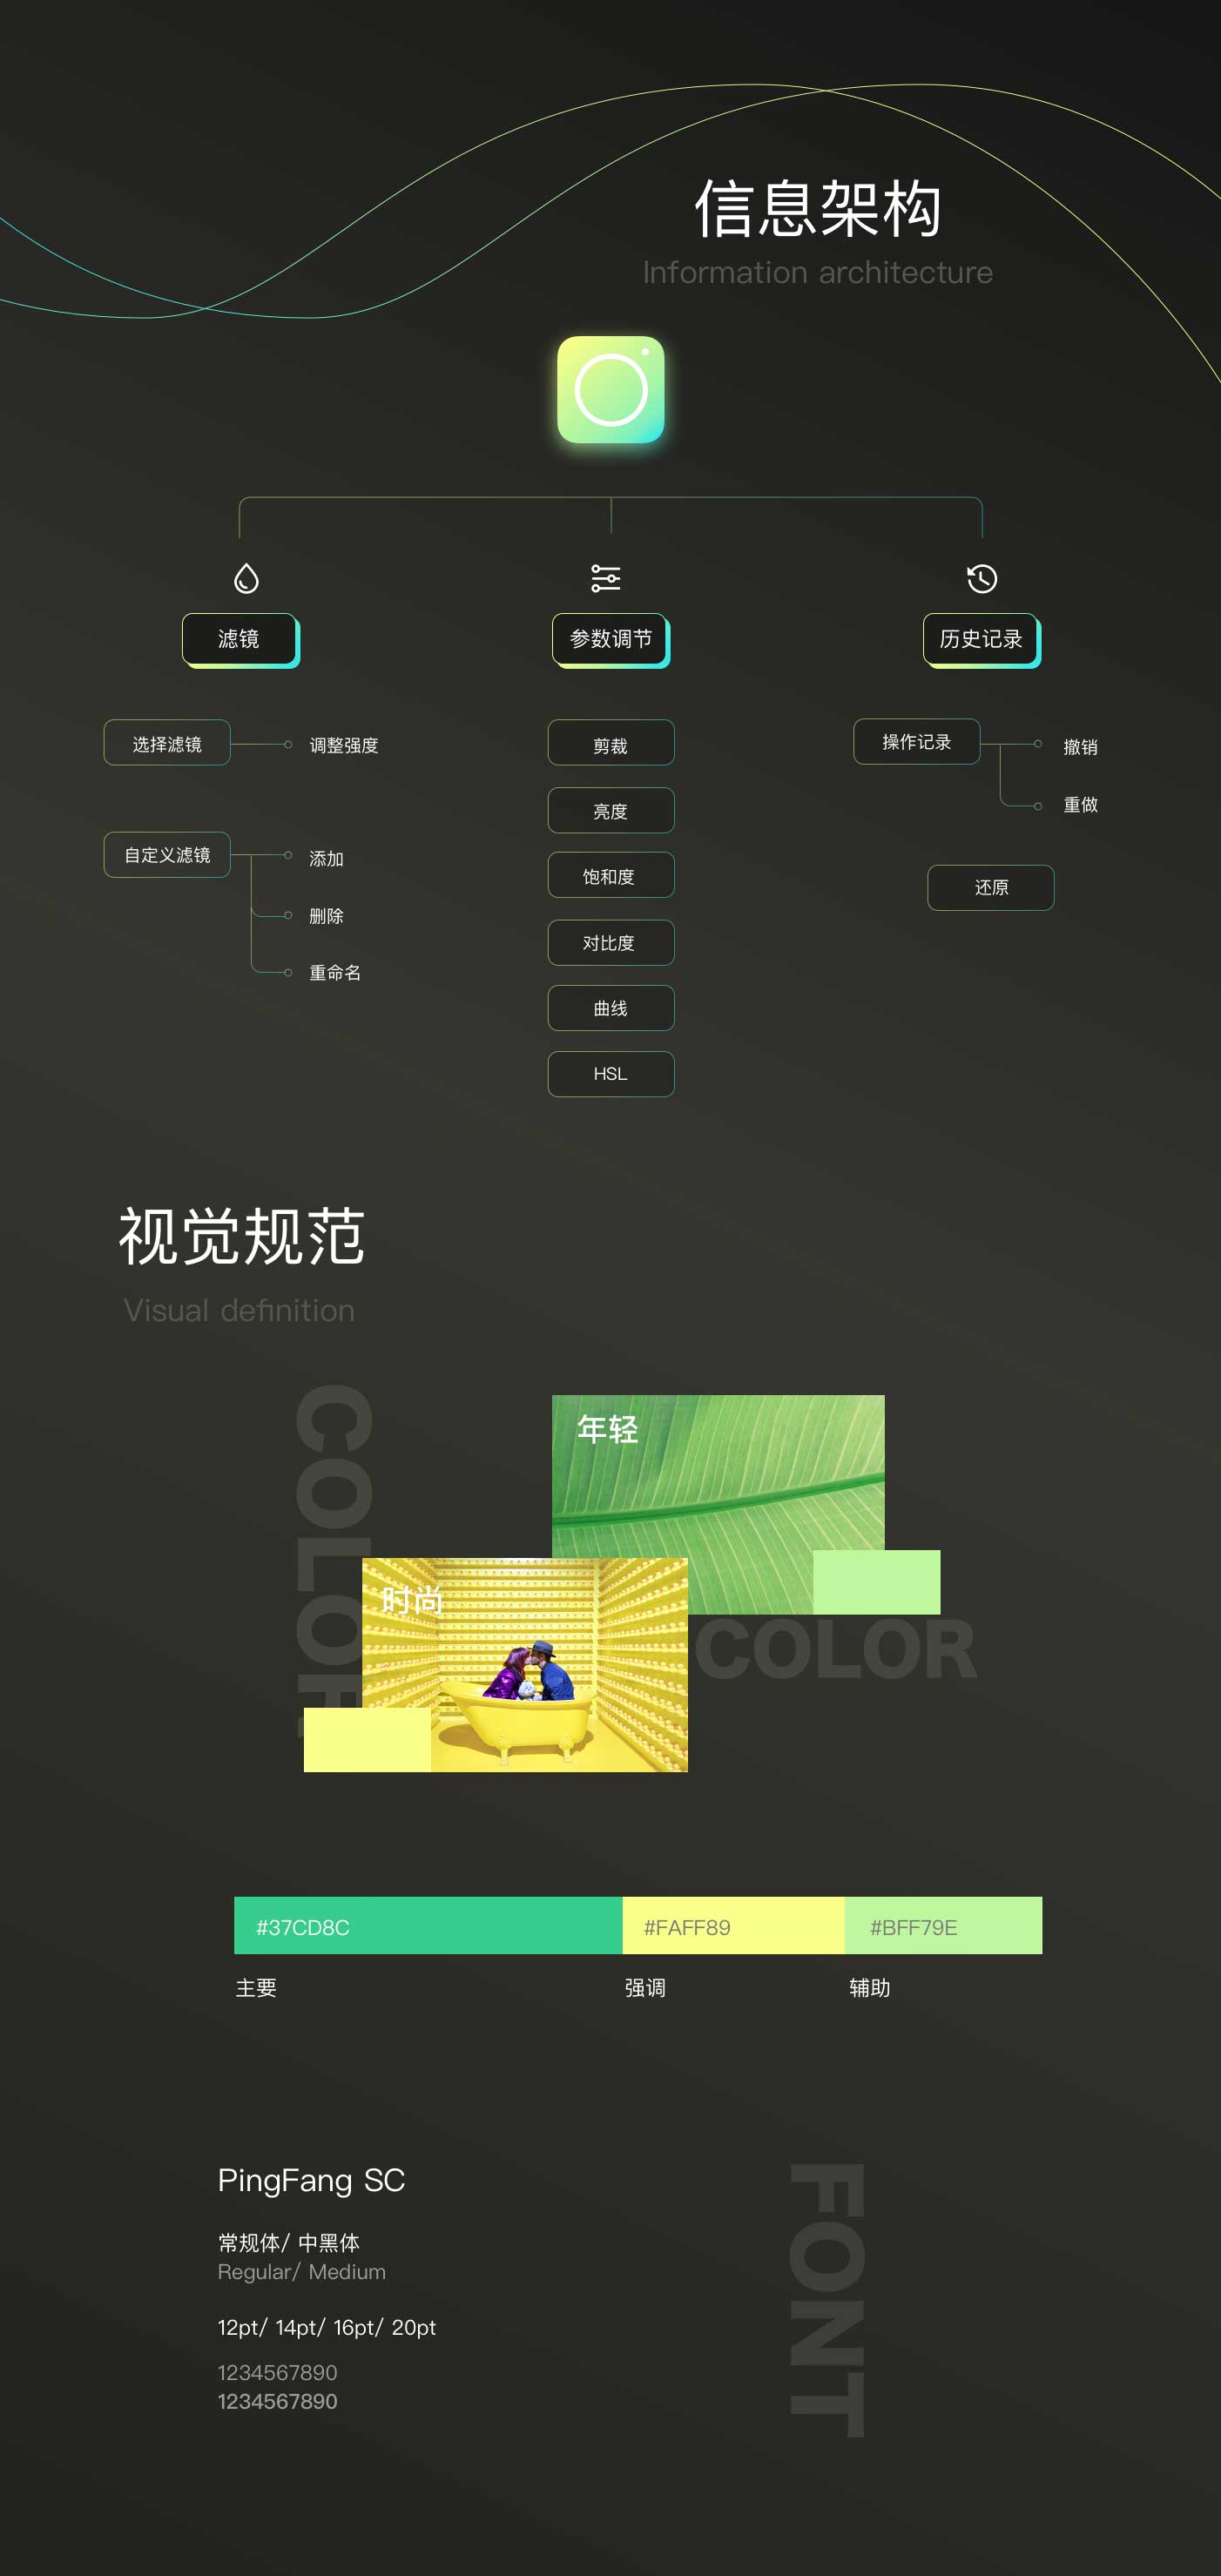 信息架构
Information architecture
滤镜
参数调节
历史记录
选择滤镜
调整强度
自定义滤镜
添加
删除
重命名
剪裁
亮度
饱和度
对比度
曲线
HSL
操作记录
撤销
重做
还原
视觉规范
Visual definition
COLOR
年轻
时尚
COLOR
#37CD8C
#FAFF89
#BFF79E
主要
强调
辅助
PingFang SC
常规体/ 中黑体
Regular/ Medium
12pt/ 14pt/ 16pt/ 20pt
1234567890
1234567890
FONT